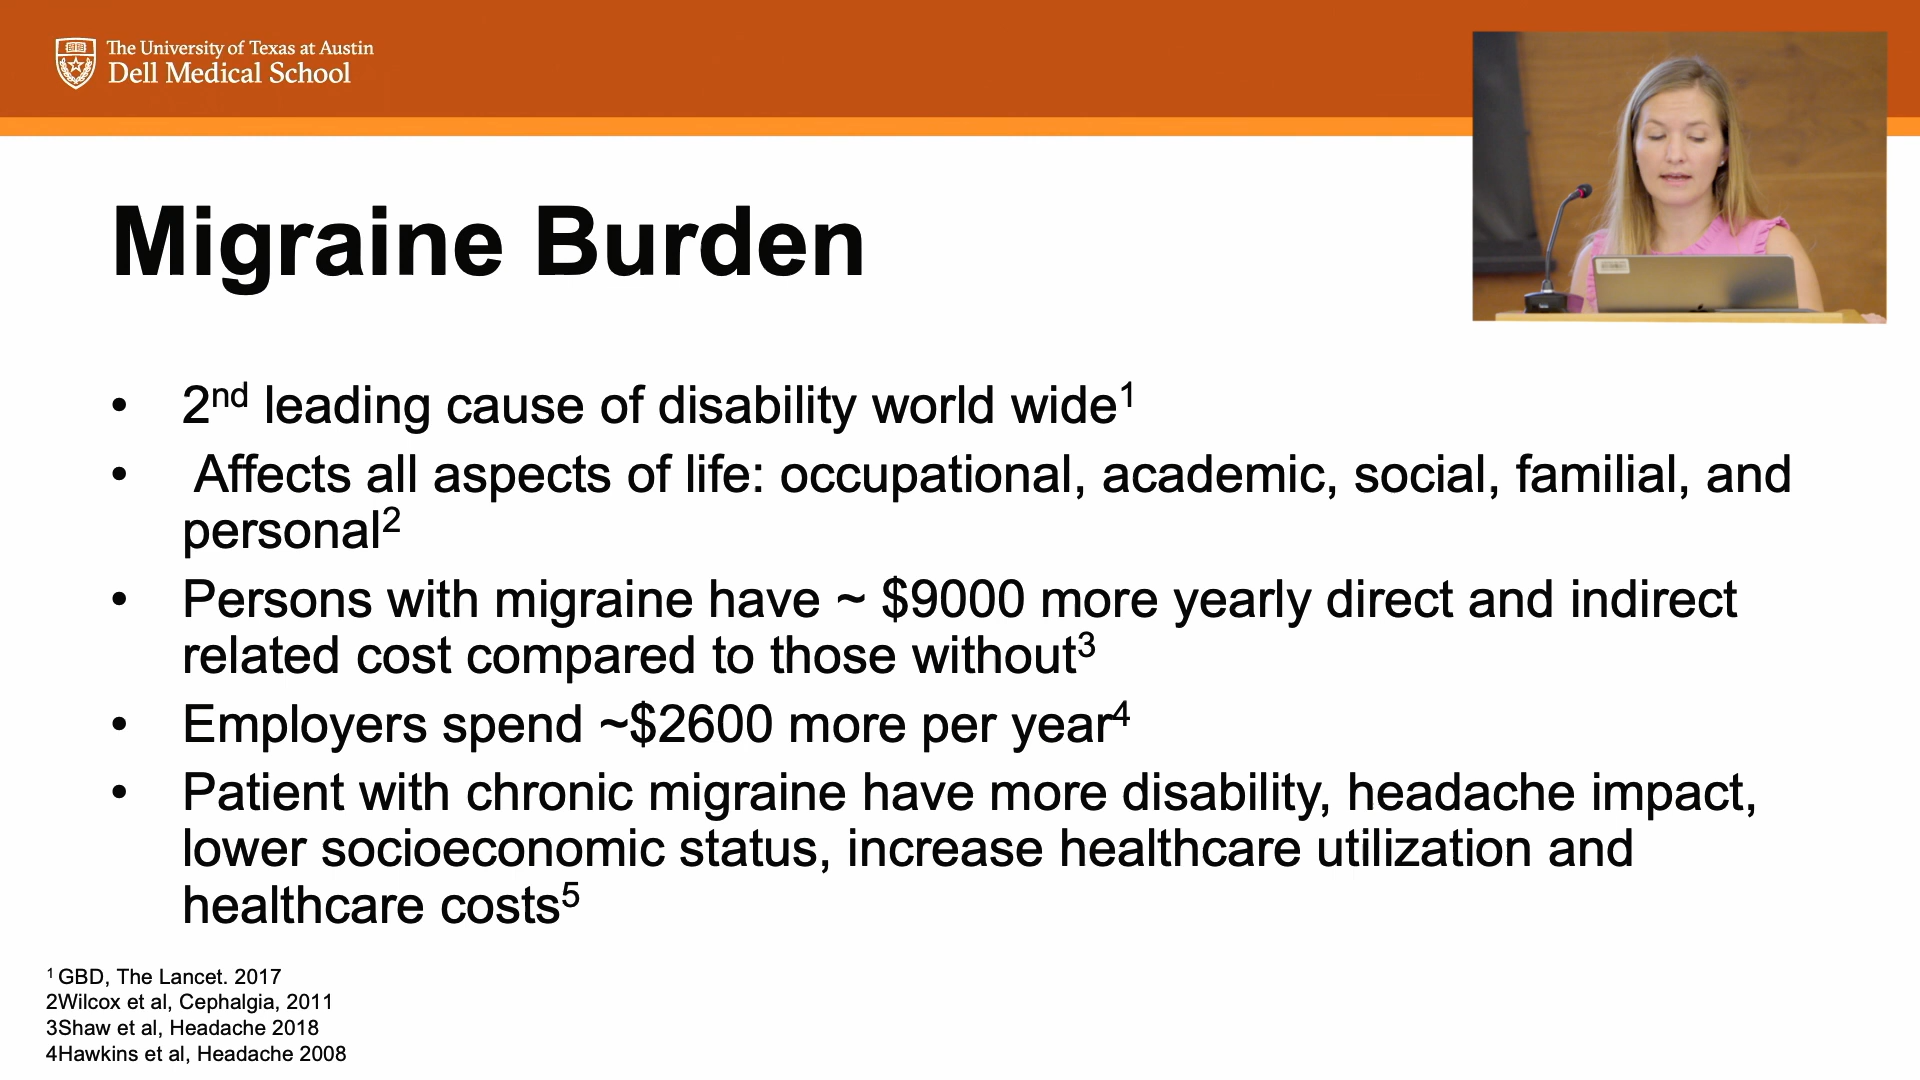 The University of Texas at Austin
Dell Medical School
Migraine Burden
• 2nd leading cause of disability world wide1
• Affects all aspects of life: occupational, academic, social, familial, and
personal2
• Persons with migraine have ~ $9000 more yearly direct and indirect
related cost compared to those without3
• Employers spend ~$2600 more per year4
• Patient with chronic migraine have more disability, headache impact,
lower socioeconomic status, increase healthcare utilization and
healthcare costs5
1 GBD, The Lancet. 2017
2Wilcox et al, Cephalgia, 2011
3Shaw et al, Headache 2018
4Hawkins et al, Headache 2008